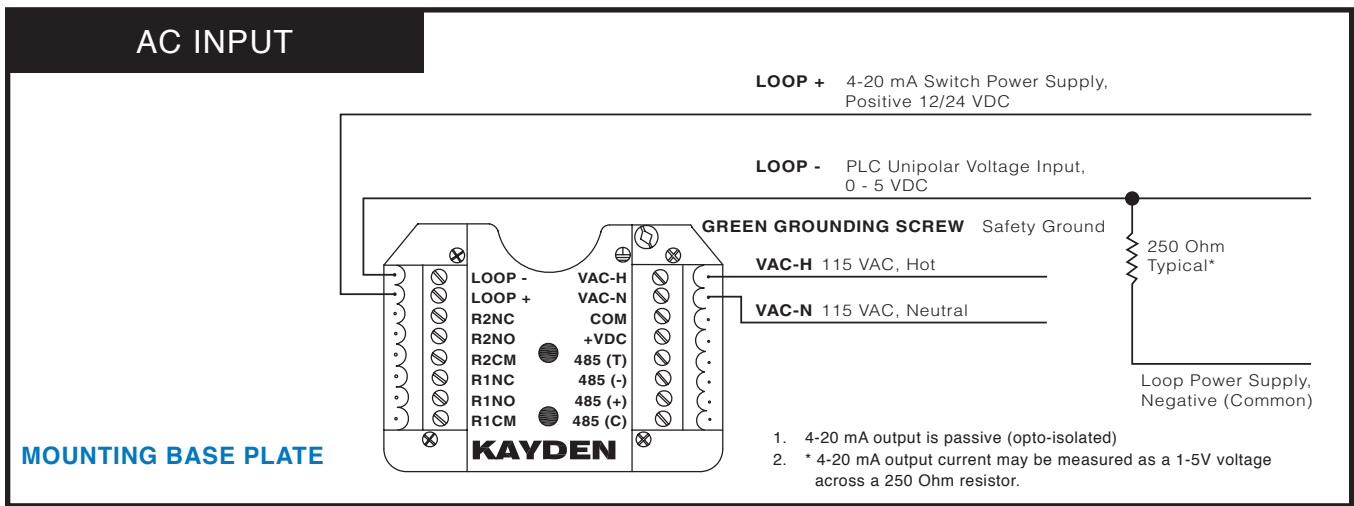 AC INPUT
LOOP + 4-20 mA Switch Power Supply,
Positive 12/24 VDC
LOOP - PLC Unipolar Voltage Input,
0 - 5 VDC
GREEN GROUNDING SCREW Safety Ground
250 Ohm
Typical*
VAC-H 115 VAC, Hot
VAC-N 115 VAC, Neutral
LOOP - VAC-H
LOOP + VAC-N
R2NC COM
R2NO +VDC
R2CM 485 (T)
R1NC 485 (-)
R1NO 485 (+)
R1CM 485 (C)
KAYDEN
Loop Power Supply,
Negative (Common)
MOUNTING BASE PLATE
1. 4-20 mA output is passive (opto-isolated)
2. * 4-20 mA output current may be measured as a 1-5V voltage
across a 250 Ohm resistor.